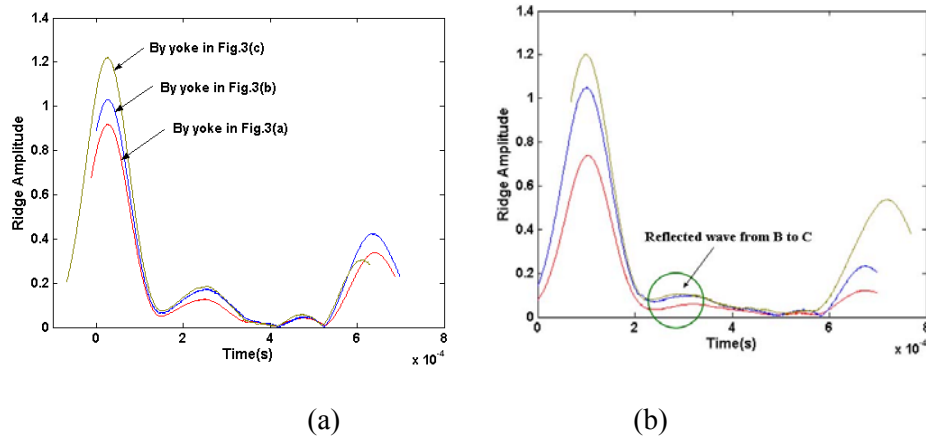 1.4
1.2
1
0.8
0.6
0.4
0.2
0
Ridge Amplitude
By yoke in Fig.3(c)
By yoke in Fig.3(b)
By yoke in Fig.3(a)
0 2 4 6 8
Time(s)
x 10⁻⁴
(a)
1.4
1.2
1
0.8
0.6
0.4
0.2
0
Ridge Amplitude
Reflected wave from B to C
0 2 4 6 8
Time(s)
x 10⁻⁴
(b)